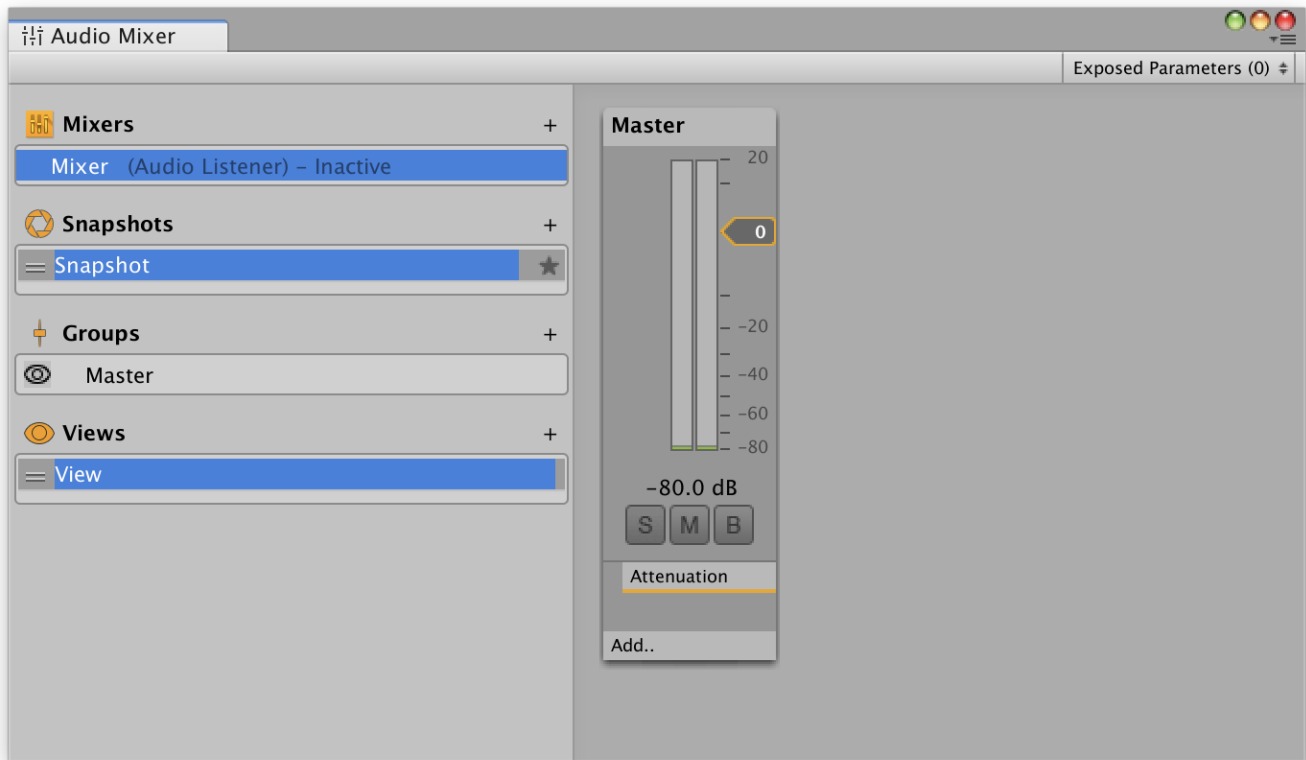 Audio Mixer
Exposed Parameters (0)
Mixers +
Mixer (Audio Listener) – Inactive
Snapshots +
Snapshot
Groups +
Master
Views +
View
Master
20
0
-20
-40
-60
-80
-80.0 dB
S M B
Attenuation
Add..